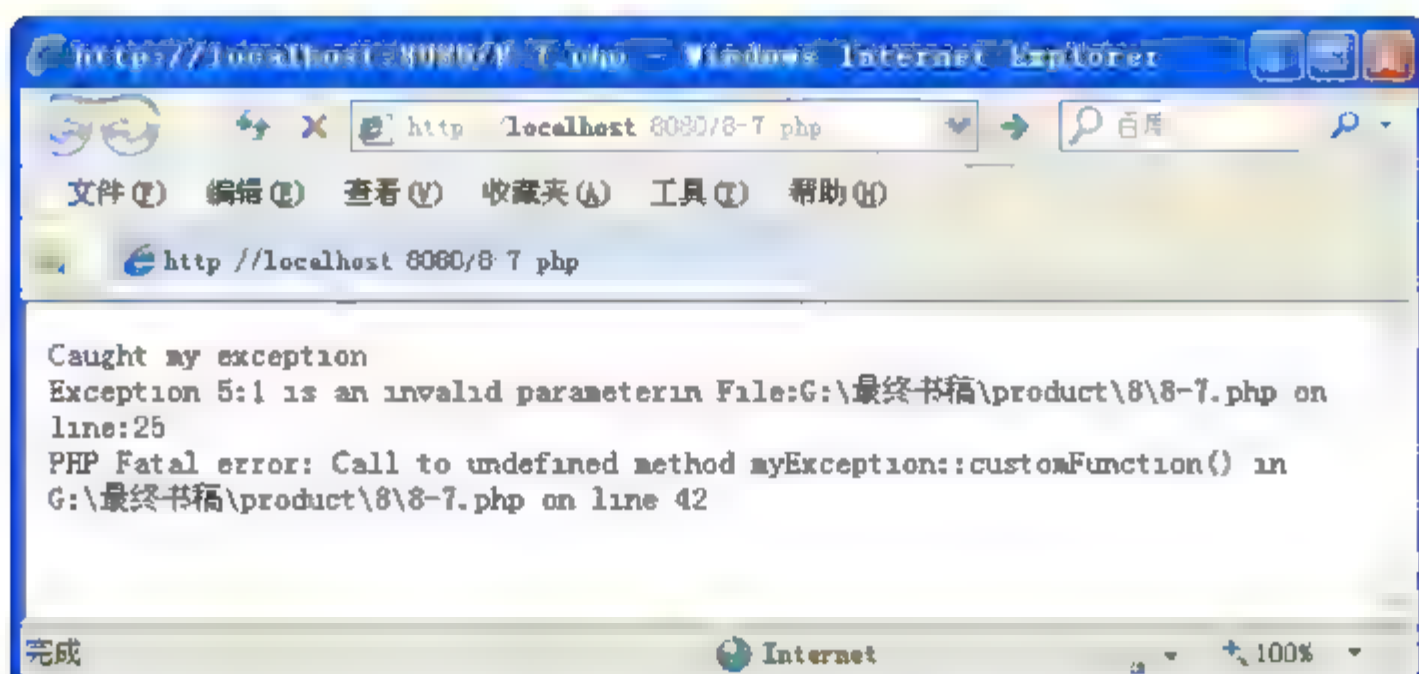 http://localhost:8080/8-7.php - Windows Internet Explorer
http localhost 8080/8-7 php
文件(F) 编辑(E) 查看(V) 收藏夹(A) 工具(T) 帮助(H)
http //localhost 8080/8 7 php
Caught my exception
Exception 5:1 is an invalid parameterin File:G:\最终书稿\product\8\8-7.php on
line:25
PHP Fatal error: Call to undefined method myException::customFunction() in
G:\最终书稿\product\8\8-7.php on line 42
完成 Internet 100%